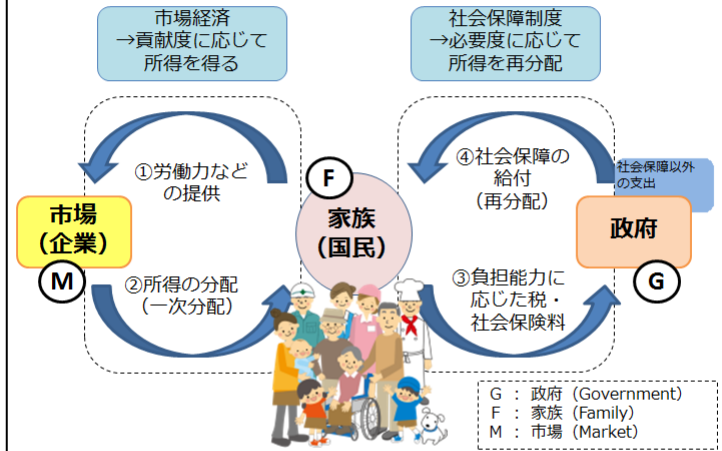 市場経済
→貢献度に応じて
所得を得る
社会保障制度
→必要度に応じて
所得を再分配
①労働力など
の提供
F
④社会保障の
給付
(再分配)
社会保障以外
の支出
市場
(企業)
M
家族
(国民)
政府
G
②所得の分配
(一次分配)
③負担能力に
応じた税・
社会保険料
G : 政府 (Government)
F : 家族 (Family)
M : 市場 (Market)